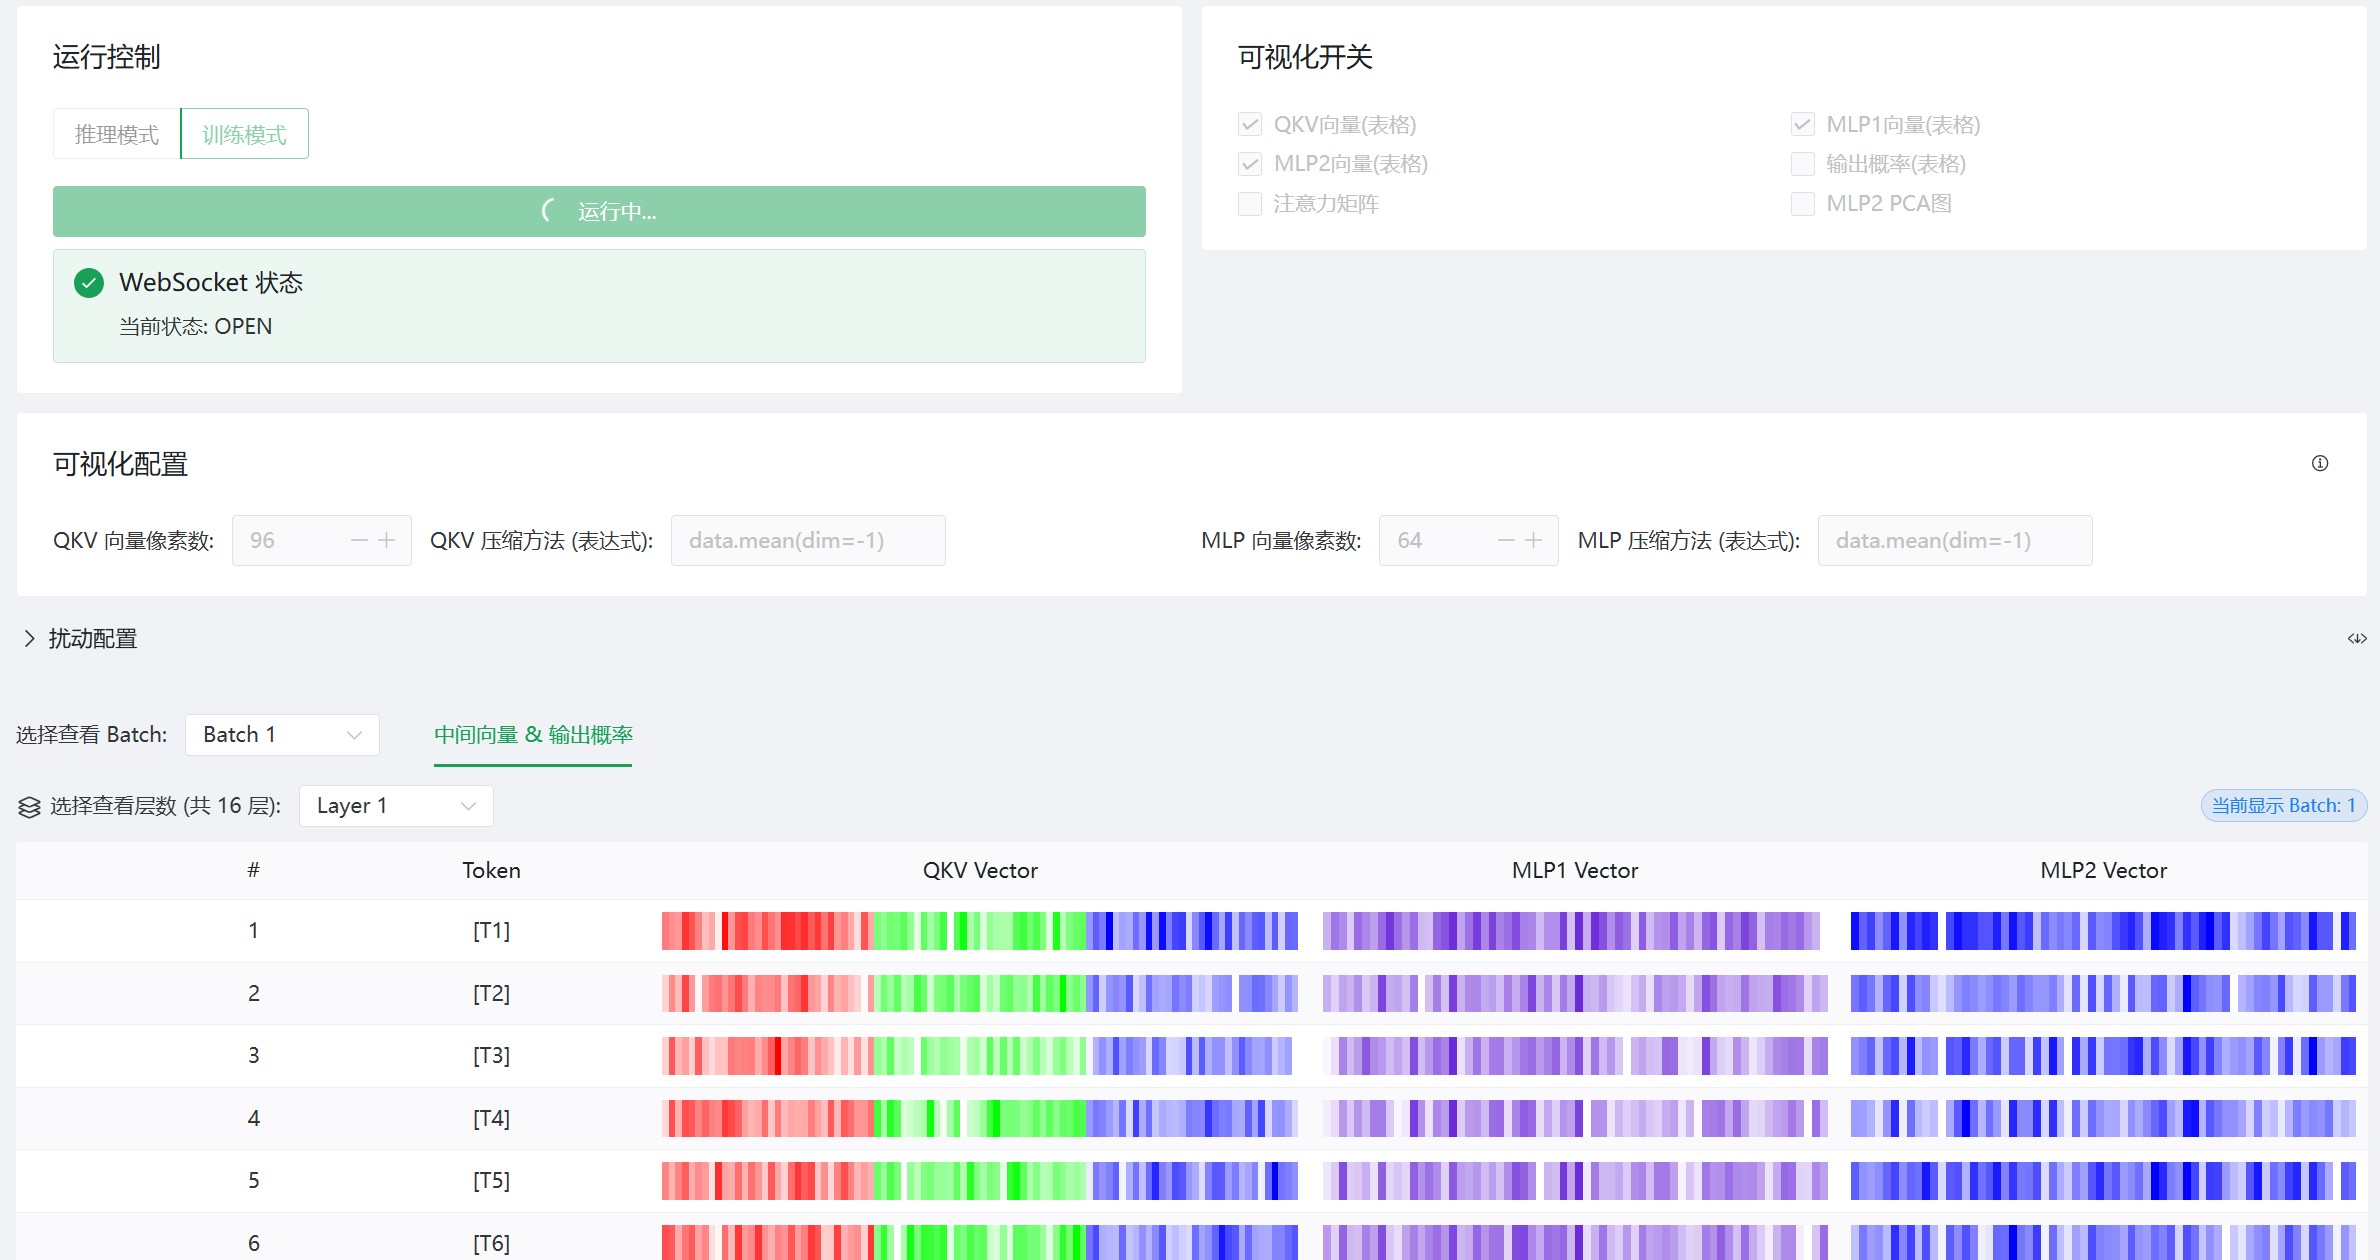 运行控制
推理模式 训练模式
运行中...
WebSocket 状态
当前状态: OPEN
可视化开关
QKV向量(表格) MLP1向量(表格)
MLP2向量(表格) 输出概率(表格)
注意力矩阵 MLP2 PCA图
可视化配置
QKV 向量像素数: 96 QKV 压缩方法 (表达式): data.mean(dim=-1) MLP 向量像素数: 64 MLP 压缩方法 (表达式): data.mean(dim=-1)
扰动配置
选择查看 Batch: Batch 1 中间向量 & 输出概率
选择查看层数 (共 16 层): Layer 1 当前显示 Batch: 1
# Token QKV Vector MLP1 Vector MLP2 Vector
1 [T1]
2 [T2]
3 [T3]
4 [T4]
5 [T5]
6 [T6]